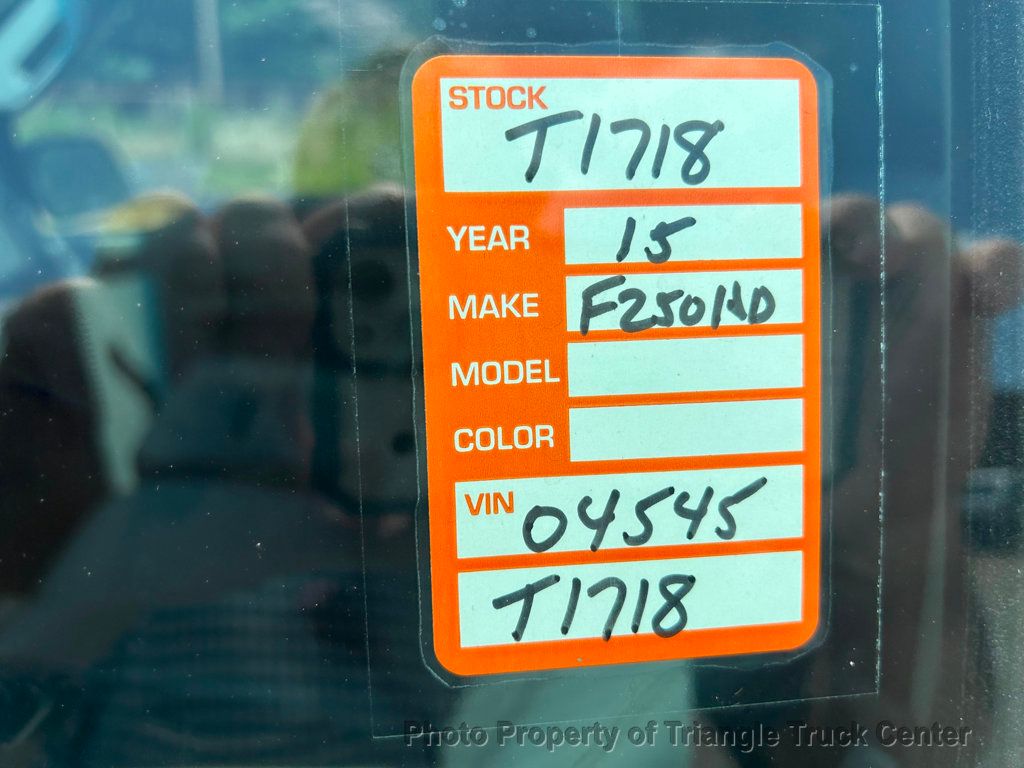 STOCK
T1718
YEAR 15
MAKE F250HD
MODEL
COLOR
VIN 04545
T1718
Photo Property of Triangle Truck Center